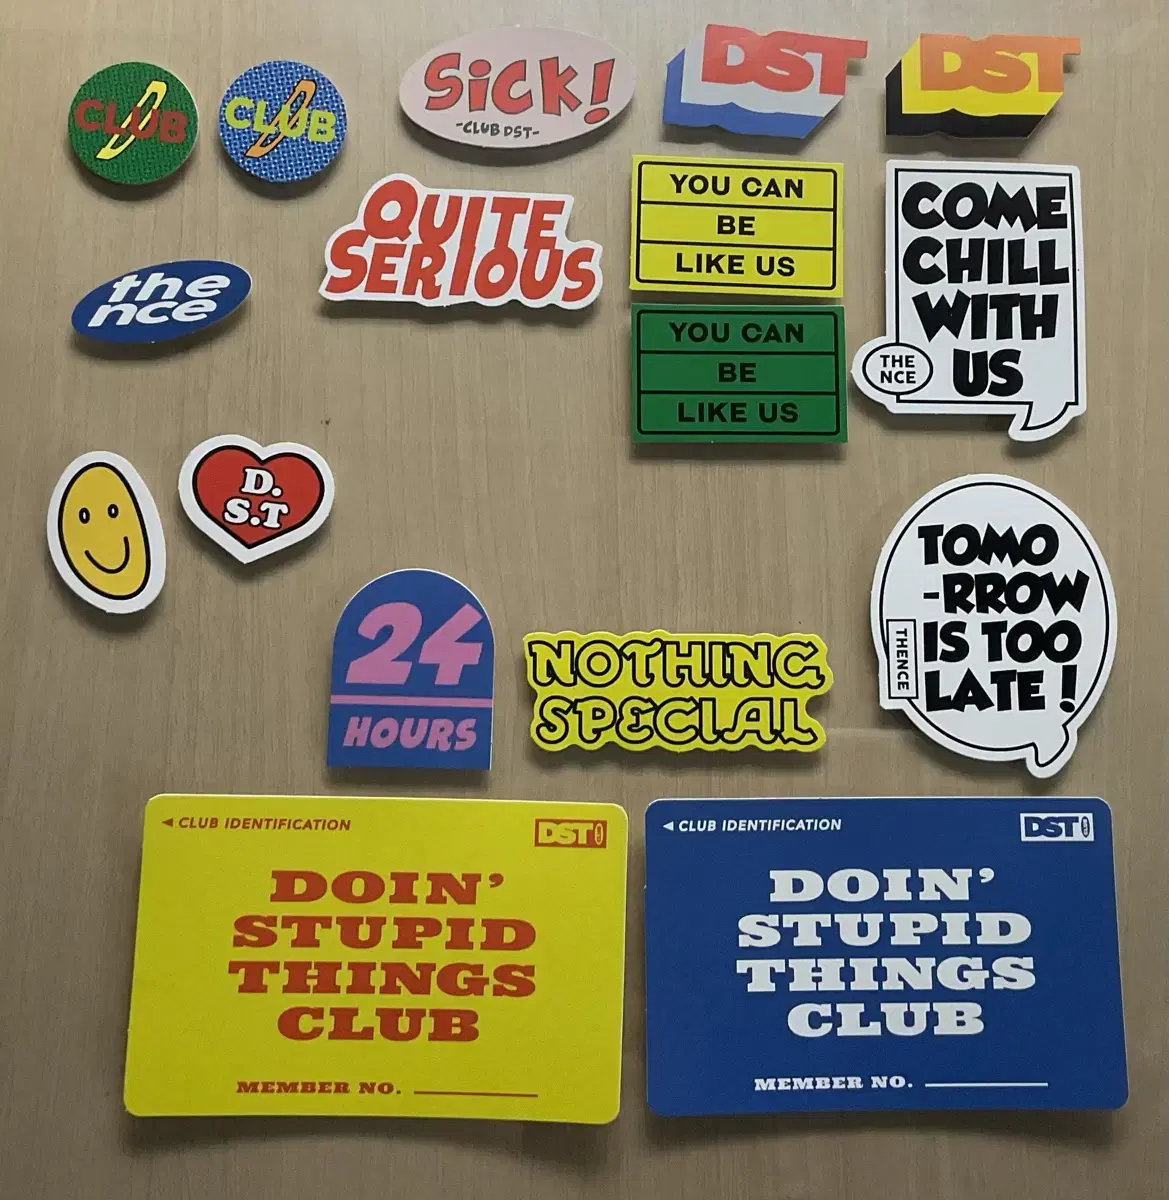 CLUB
CLUB
SiCK!
-CLUB DST-
DST
DST
QUITE
SERIOUS
YOU CAN
BE
LIKE US
COME
CHILL
WITH
US
THE
NCE
the
nce
YOU CAN
BE
LIKE US
D.
S.T
TOMO
-RROW
IS TOO
LATE !
THENCE
24
HOURS
NOTHING
SPECIAL
◀ CLUB IDENTIFICATION
DST
DOIN'
STUPID
THINGS
CLUB
MEMBER NO. ________
◀ CLUB IDENTIFICATION
DST
DOIN'
STUPID
THINGS
CLUB
MEMBER NO. ________